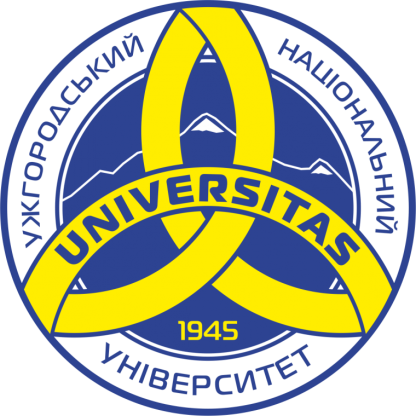 УЖГОРОДСЬКИЙ
НАЦІОНАЛЬНИЙ
UNIVERSITAS
1945
УНІВЕРСИТЕТ